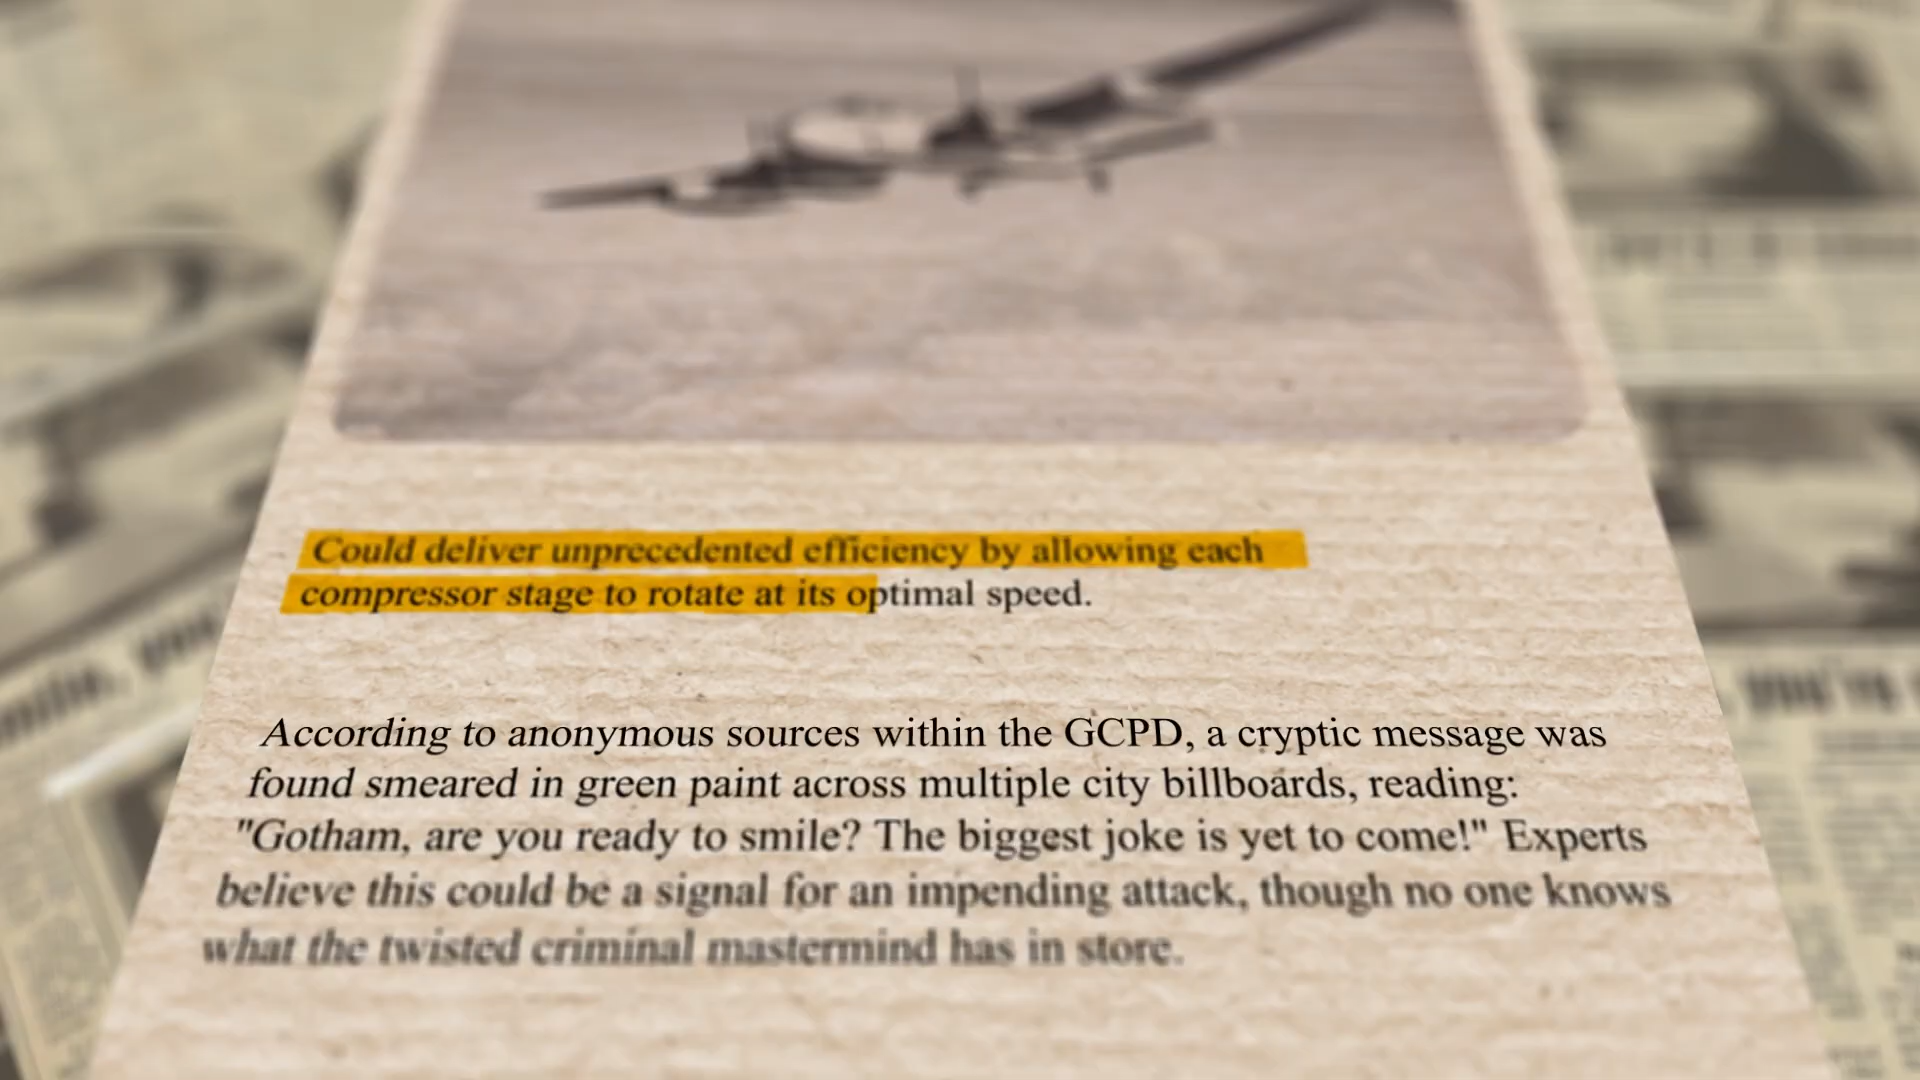 Could deliver unprecedented efficiency by allowing each
compressor stage to rotate at its optimal speed.
According to anonymous sources within the GCPD, a cryptic message was
found smeared in green paint across multiple city billboards, reading:
"Gotham, are you ready to smile? The biggest joke is yet to come!" Experts
believe this could be a signal for an impending attack, though no one knows
what the twisted criminal mastermind has in store.
you're